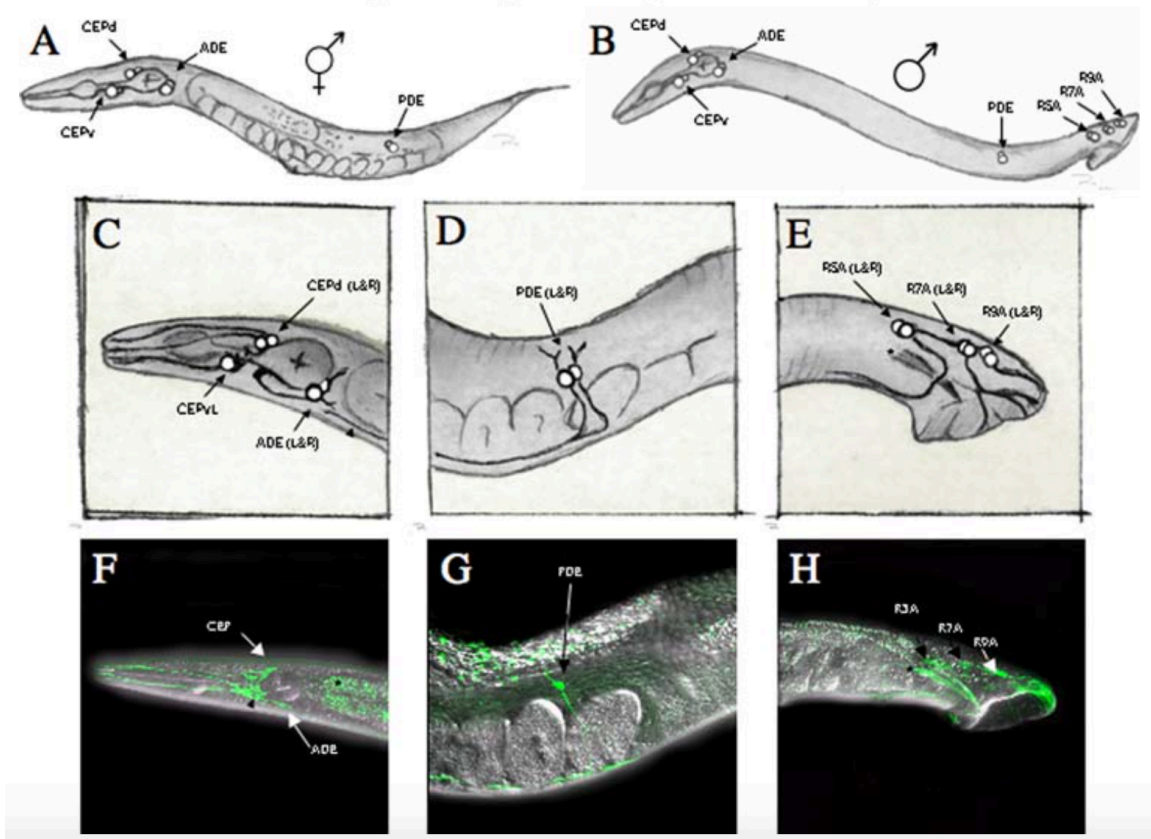 A
CEPd
ADE
CEPv
PDE
B
CEPd
ADE
CEPv
PDE
R5A
R7A
R9A
C
CEPd (L&R)
CEPvL
ADE (L&R)
D
PDE (L&R)
E
R5A (L&R)
R7A (L&R)
R9A (L&R)
F
CEP
ADE
G
PDE
H
R7A
R9A